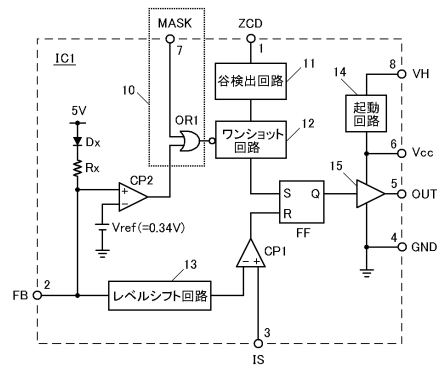 MASK
ZCD
7
1
IC1
8
VH
谷検出回路
11
14
10
5V
OR1
起動
回路
Dx
ワンショット
回路
12
6
Vcc
Rx
CP2
15
5
OUT
S
Q
R
FF
Vref(=0.34V)
4
GND
CP1
13
2
FB
レベルシフト回路
3
IS
+
−
−
+